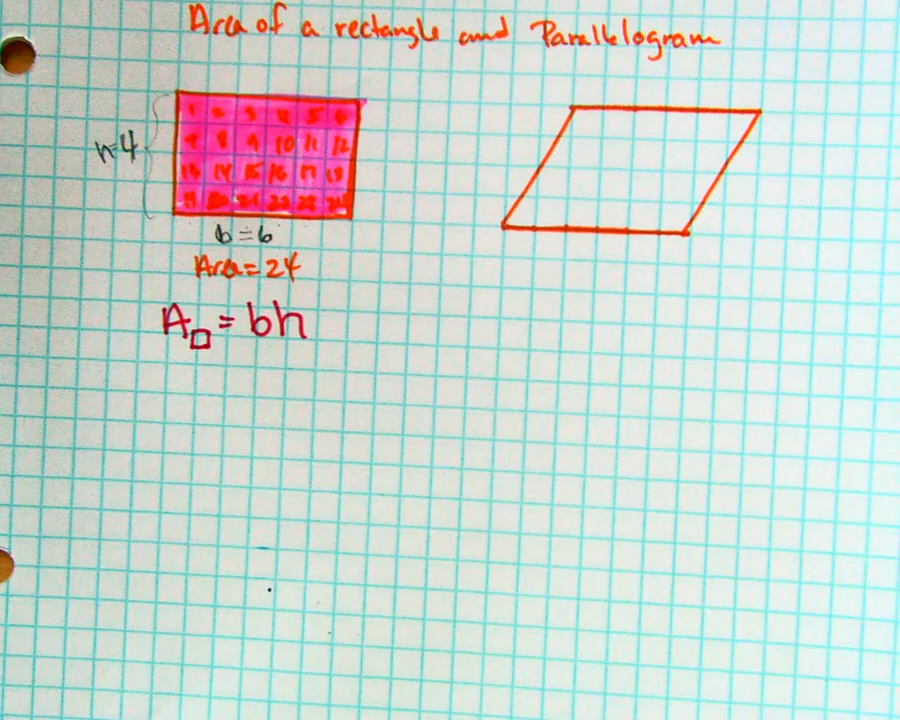 Area of a rectangle and Parallelogram
1 2 3 4 5 6
h=4
7 8 9 10 11 12
13 14 15 16 17 18
19 20 21 22 23 24
b=6
Area=24
A□=bh